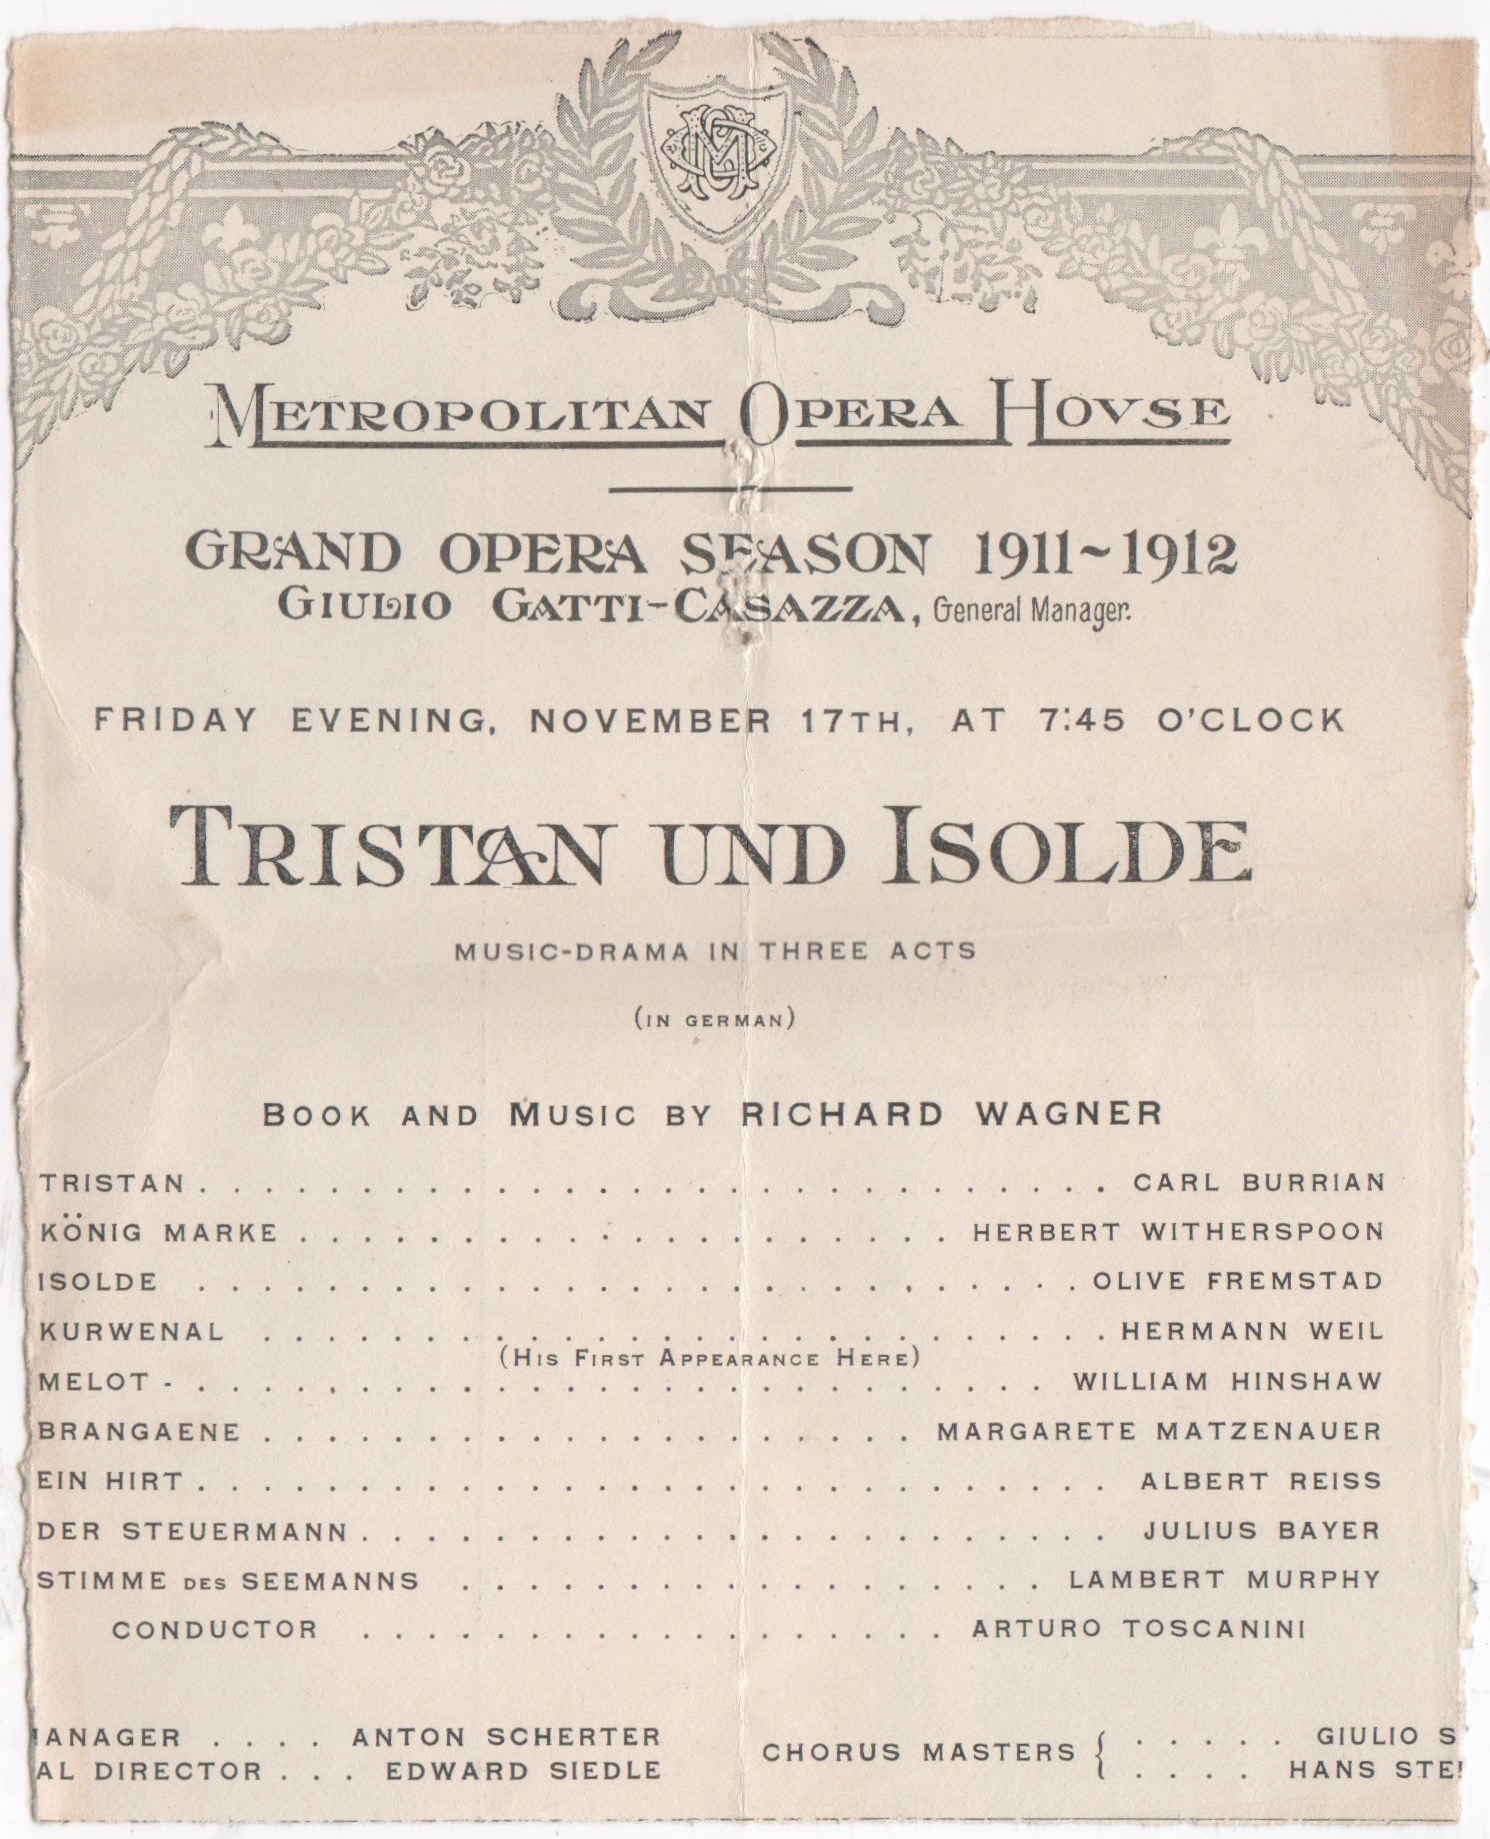 METROPOLITAN OPERA HOVSE
GRAND OPERA SEASON 1911~1912
GIULIO GATTI-CASAZZA, General Manager.
FRIDAY EVENING, NOVEMBER 17TH, AT 7:45 O'CLOCK
TRISTAN UND ISOLDE
MUSIC-DRAMA IN THREE ACTS
(IN GERMAN)
BOOK AND MUSIC BY RICHARD WAGNER
TRISTAN . . . . . . . . . . . . . . . . . . . . . . . . . . . . . CARL BURRIAN
KÖNIG MARKE . . . . . . . . . . . . . . . . . . . . . HERBERT WITHERSPOON
ISOLDE . . . . . . . . . . . . . . . . . . . . . . . . . . . . OLIVE FREMSTAD
KURWENAL . . . . . . . . . . . . . . . . . . . . . . . . . . HERMANN WEIL
(HIS FIRST APPEARANCE HERE)
MELOT - . . . . . . . . . . . . . . . . . . . . . . . . . . . WILLIAM HINSHAW
BRANGAENE . . . . . . . . . . . . . . . . . . . . . MARGARETE MATZENAUER
EIN HIRT . . . . . . . . . . . . . . . . . . . . . . . . . . . . . ALBERT REISS
DER STEUERMANN . . . . . . . . . . . . . . . . . . . . . . . . JULIUS BAYER
STIMME DES SEEMANNS . . . . . . . . . . . . . . . . . . . LAMBERT MURPHY
CONDUCTOR . . . . . . . . . . . . . . . . . . . ARTURO TOSCANINI
ANAGER . . . . ANTON SCHERTER
AL DIRECTOR . . . EDWARD SIEDLE
CHORUS MASTERS { . . . . . GIULIO S
. . . . HANS STE